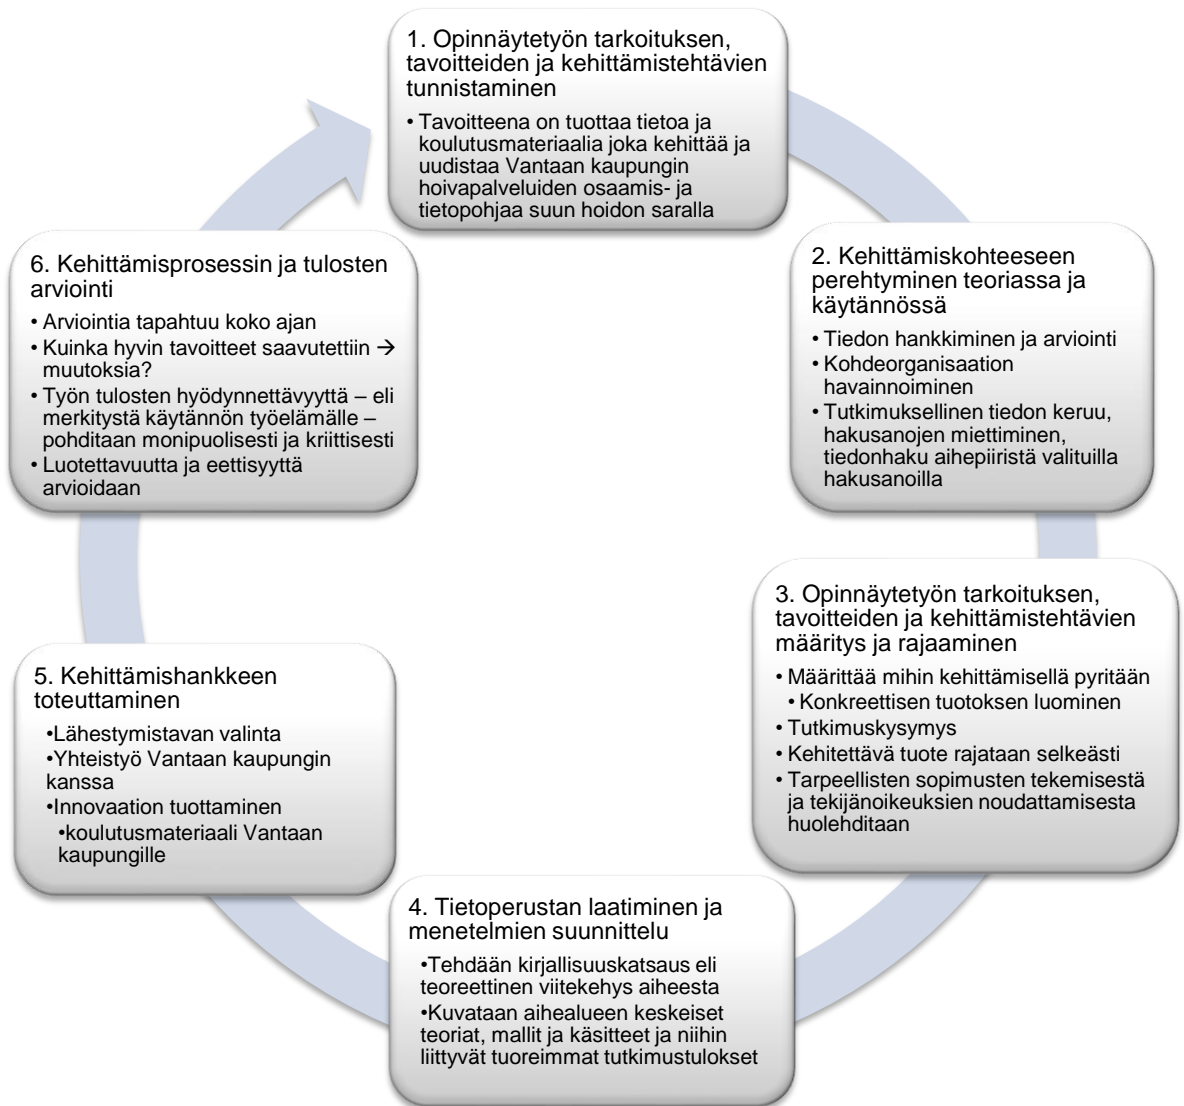 1. Opinnäytetyön tarkoituksen,
tavoitteiden ja kehittämistehtävien
tunnistaminen
• Tavoitteena on tuottaa tietoa ja
koulutusmateriaalia joka kehittää ja
uudistaa Vantaan kaupungin
hoivapalveluiden osaamis- ja
tietopohjaa suun hoidon saralla
2. Kehittämiskohteeseen
perehtyminen teoriassa ja
käytännössä
• Tiedon hankkiminen ja arviointi
• Kohdeorganisaation
havainnoiminen
• Tutkimuksellinen tiedon keruu,
hakusanojen miettiminen,
tiedonhaku aihepiiristä valituilla
hakusanoilla
3. Opinnäytetyön tarkoituksen,
tavoitteiden ja kehittämistehtävien
määritys ja rajaaminen
• Määrittää mihin kehittämisellä pyritään
• Konkreettisen tuotoksen luominen
• Tutkimuskysymys
• Kehitettävä tuote rajataan selkeästi
• Tarpeellisten sopimusten tekemisestä
ja tekijänoikeuksien noudattamisesta
huolehditaan
4. Tietoperustan laatiminen ja
menetelmien suunnittelu
•Tehdään kirjallisuuskatsaus eli
teoreettinen viitekehys aiheesta
•Kuvataan aihealueen keskeiset
teoriat, mallit ja käsitteet ja niihin
liittyvät tuoreimmat tutkimustulokset
5. Kehittämishankkeen
toteuttaminen
•Lähestymistavan valinta
•Yhteistyö Vantaan kaupungin
kanssa
•Innovaation tuottaminen
•koulutusmateriaali Vantaan
kaupungille
6. Kehittämisprosessin ja tulosten
arviointi
• Arviointia tapahtuu koko ajan
• Kuinka hyvin tavoitteet saavutettiin →
muutoksia?
• Työn tulosten hyödynnettävyyttä – eli
merkitystä käytännön työelämälle –
pohditaan monipuolisesti ja kriittisesti
• Luotettavuutta ja eettisyyttä
arvioidaan